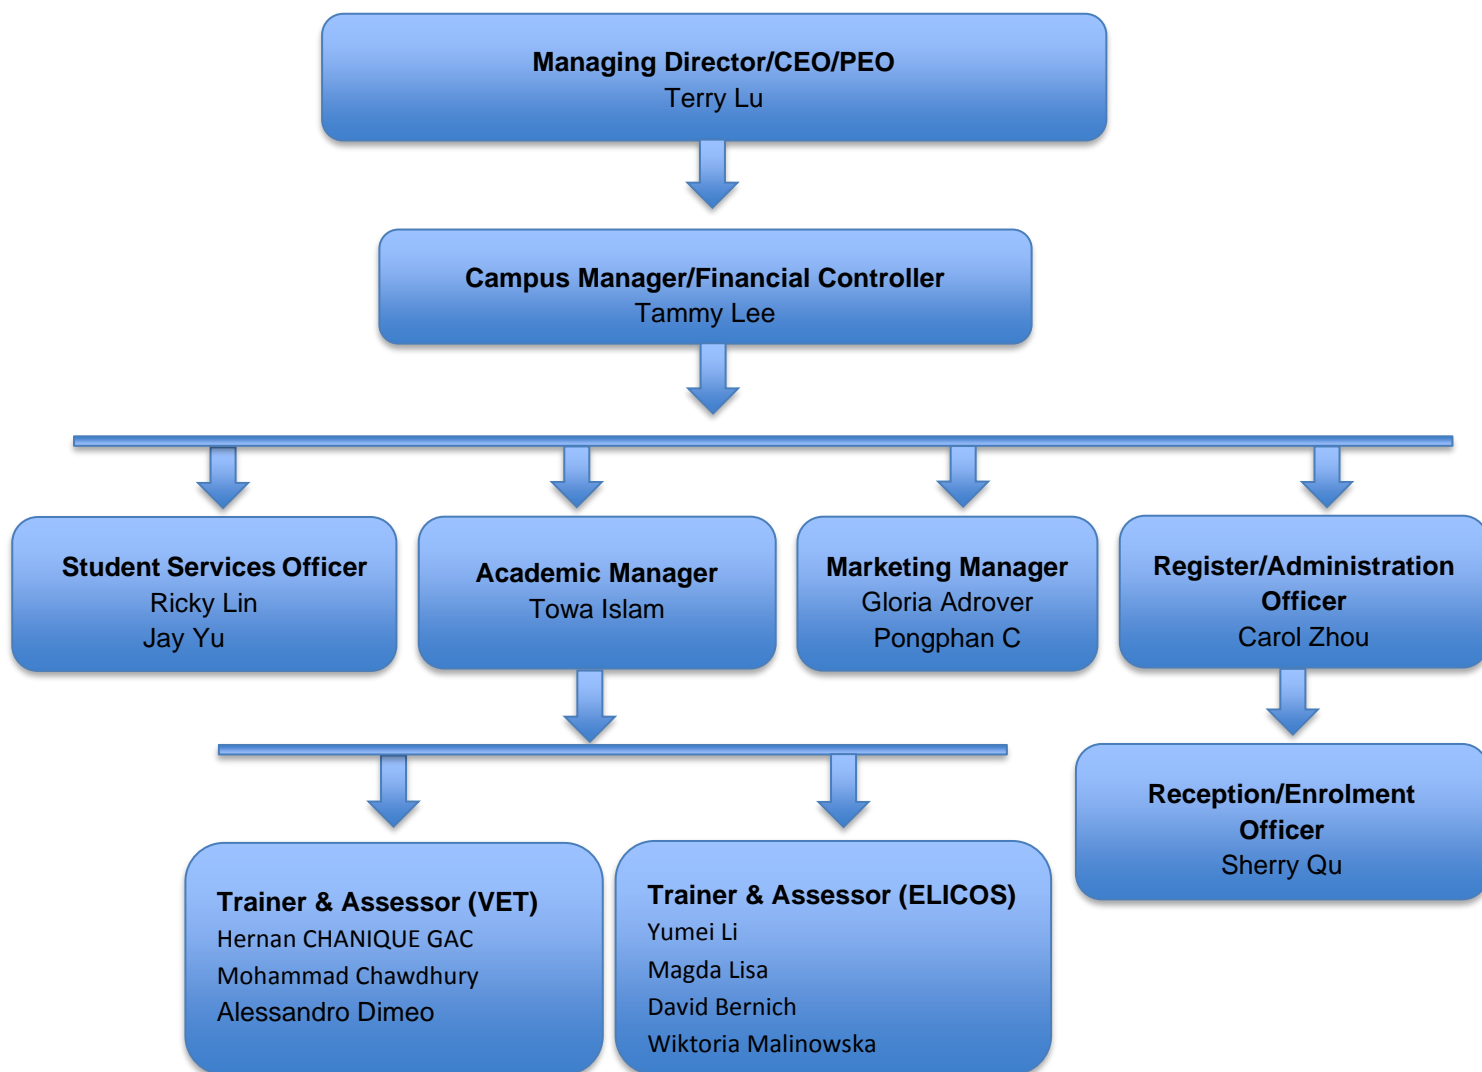 Managing Director/CEO/PEO
Terry Lu
Campus Manager/Financial Controller
Tammy Lee
Student Services Officer
Ricky Lin
Jay Yu
Academic Manager
Towa Islam
Marketing Manager
Gloria Adrover
Pongphan C
Register/Administration
Officer
Carol Zhou
Reception/Enrolment
Officer
Sherry Qu
Trainer & Assessor (VET)
Hernan CHANIQUE GAC
Mohammad Chawdhury
Alessandro Dimeo
Trainer & Assessor (ELICOS)
Yumei Li
Magda Lisa
David Bernich
Wiktoria Malinowska